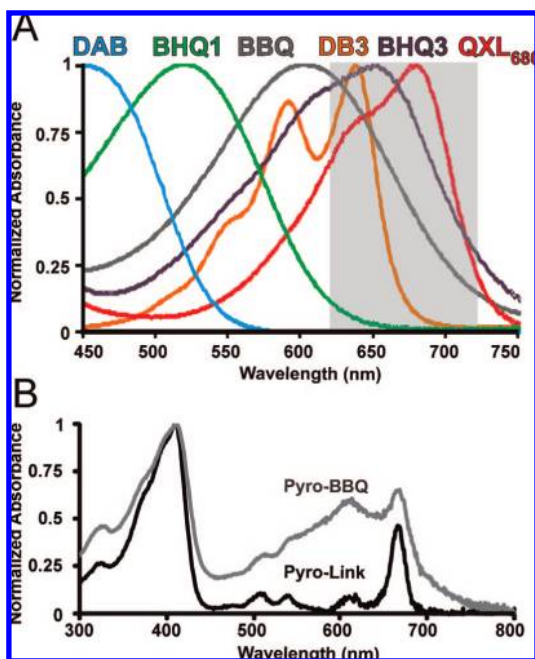 A
DAB BHQ1 BBQ DB3 BHQ3 QXL680
Normalized Absorbance
1
0.75
0.5
0.25
0
450 500 550 600 650 700 750
Wavelength (nm)
B
Normalized Absorbance
1
0.75
0.5
0.25
0
Pyro-BBQ
Pyro-Link
300 400 500 600 700 800
Wavelength (nm)